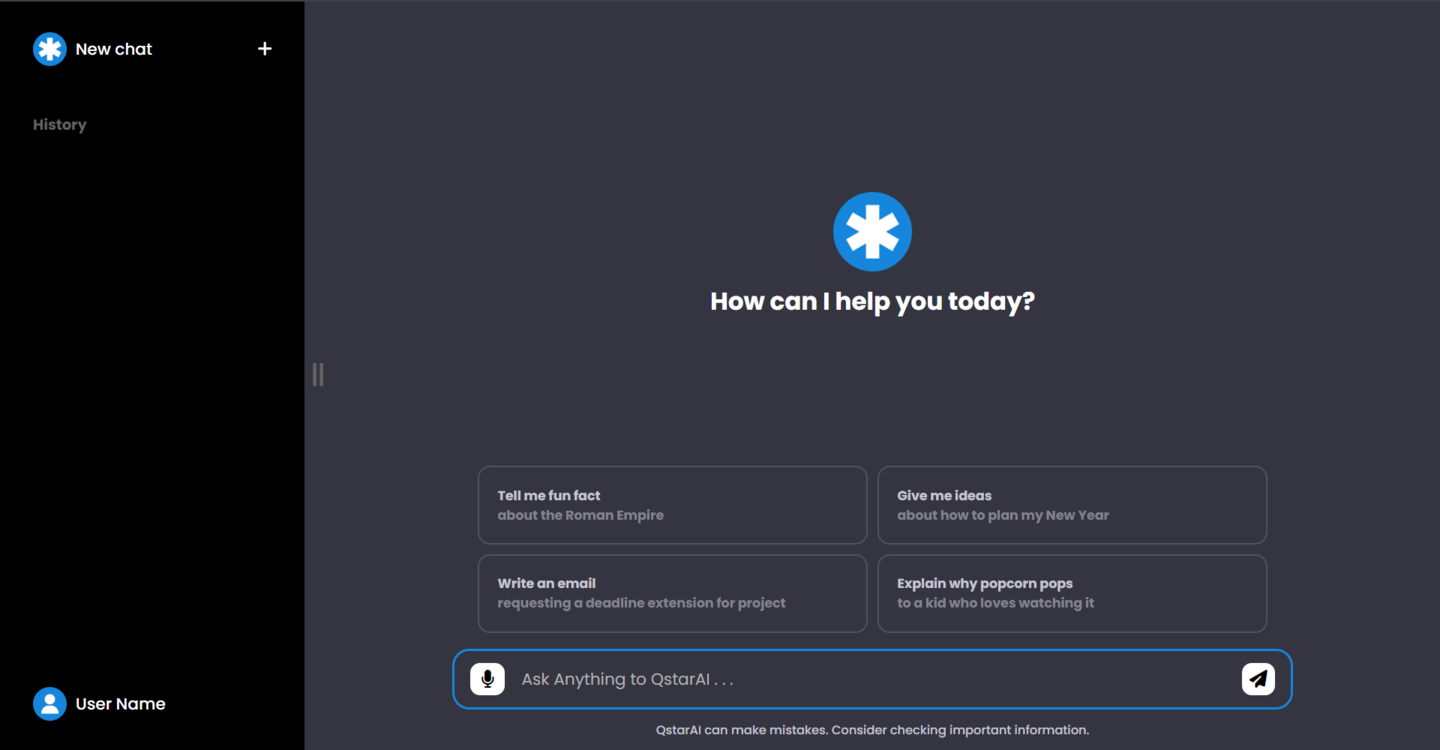 New chat
History
How can I help you today?
Tell me fun fact
about the Roman Empire
Give me ideas
about how to plan my New Year
Write an email
requesting a deadline extension for project
Explain why popcorn pops
to a kid who loves watching it
Ask Anything to QstarAI . . .
QstarAI can make mistakes. Consider checking important information.
User Name